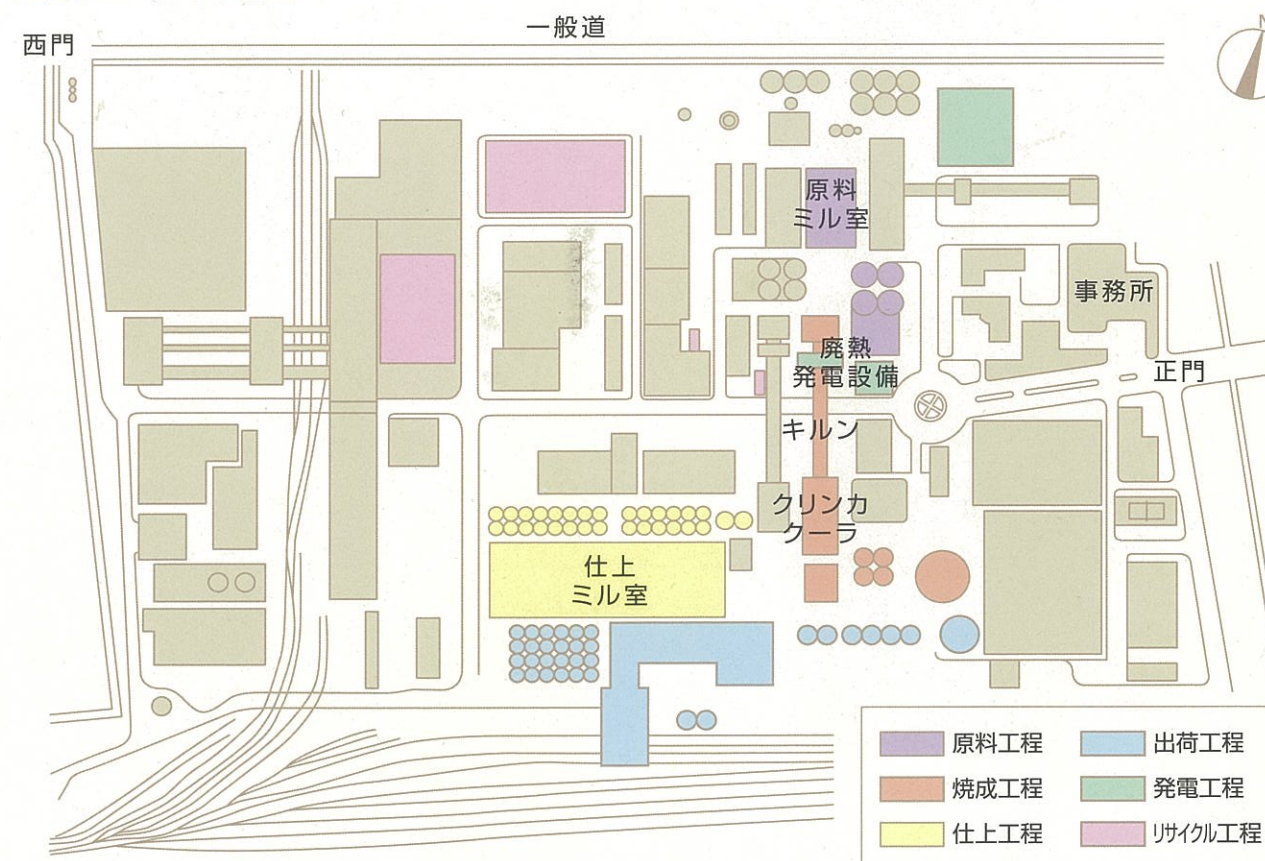 一般道
西門
N
原料
ミル室
事務所
廃熱
発電設備
正門
キルン
クリンカ
クーラ
仕上
ミル室
原料工程
出荷工程
焼成工程
発電工程
仕上工程
リサイクル工程